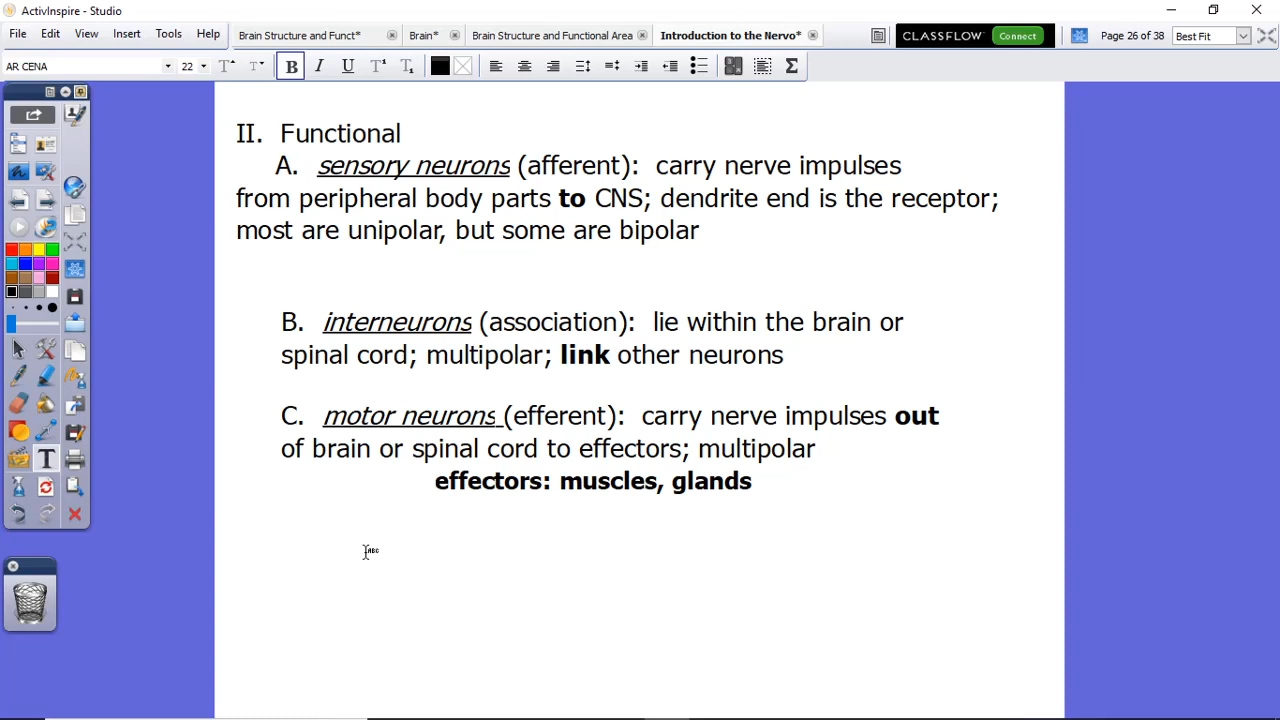 ActivInspire - Studio
File Edit View Insert Tools Help
Brain Structure and Funct* Brain* Brain Structure and Functional Area Introduction to the Nervo*
CLASSFLOW Connect
Page 26 of 38 Best Fit
AR CENA 22
II. Functional
A. sensory neurons (afferent): carry nerve impulses
from peripheral body parts to CNS; dendrite end is the receptor;
most are unipolar, but some are bipolar
B. interneurons (association): lie within the brain or
spinal cord; multipolar; link other neurons
C. motor neurons (efferent): carry nerve impulses out
of brain or spinal cord to effectors; multipolar
effectors: muscles, glands
ABC